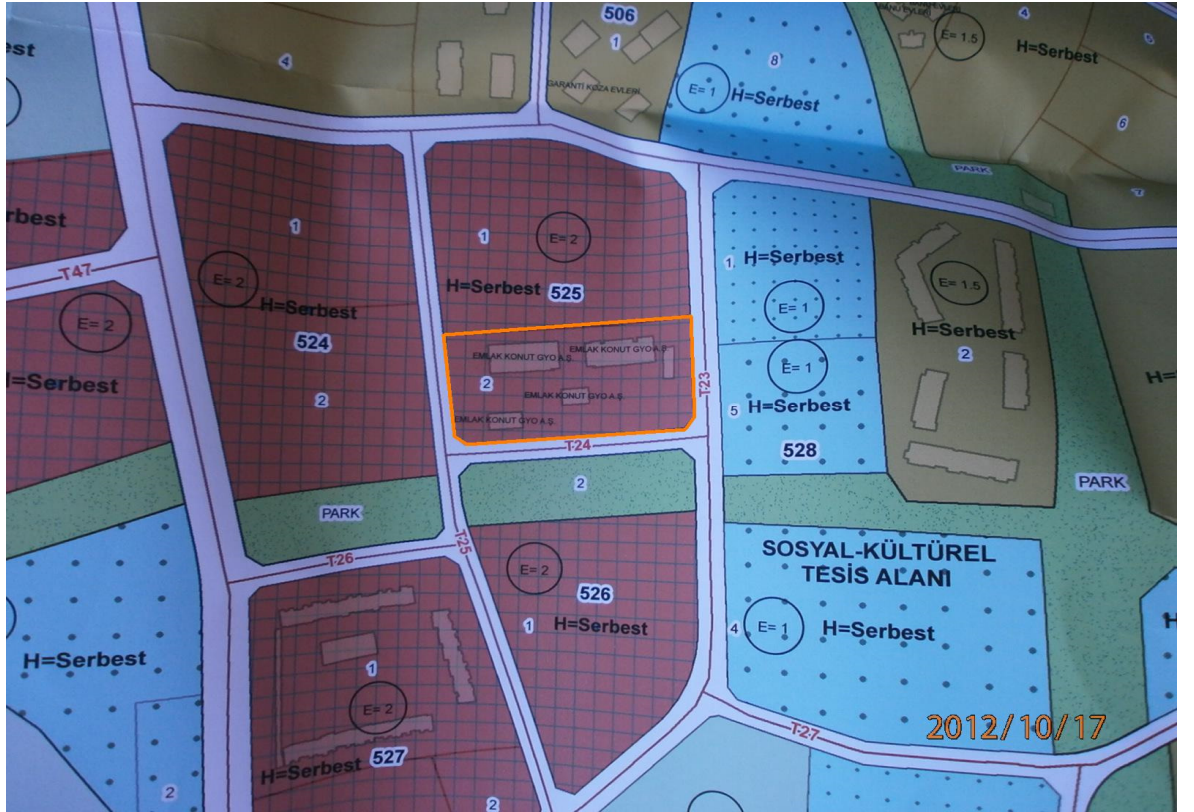 506
1
4
GARANTİ KOZA EVLERİ
E= 1
H=Serbest
8
E= 1.5
H=Serbest
4
5
6
PARK
rbest
T47
E= 2
H=Serbest
1
E= 2
H=Serbest
524
2
1
E= 2
H=Serbest
525
EMLAK KONUT GYO A.Ş.
EMLAK KONUT GYO A.Ş.
2
EMLAK KONUT GYO A.Ş.
EMLAK KONUT GYO A.Ş.
T23
T24
1
H=Serbest
E= 1
E= 1
5
H=Serbest
528
E= 1.5
H=Serbest
2
PARK
PARK
2
T26
T25
E= 2
526
1
H=Serbest
SOSYAL-KÜLTÜREL
TESİS ALANI
4
E= 1
H=Serbest
H=Serbest
2
1
E= 2
527
H=Serbest
2
T27
2012/10/17